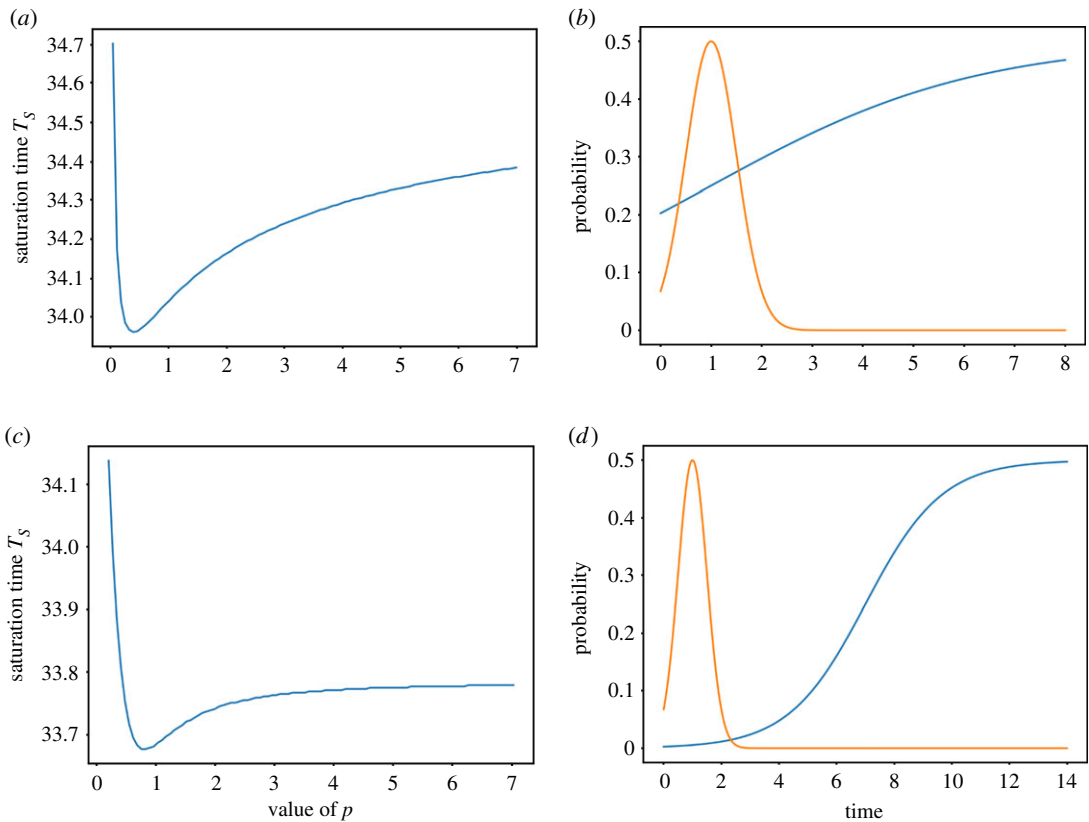 (a)
34.7
34.6
34.5
34.4
34.3
34.2
34.1
34.0
saturation time T_S
0 1 2 3 4 5 6 7
(b)
0.5
0.4
0.3
0.2
0.1
0
probability
0 1 2 3 4 5 6 7 8
(c)
34.1
34.0
33.9
33.8
33.7
saturation time T_S
0 1 2 3 4 5 6 7
value of p
(d)
0.5
0.4
0.3
0.2
0.1
0
probability
0 2 4 6 8 10 12 14
time